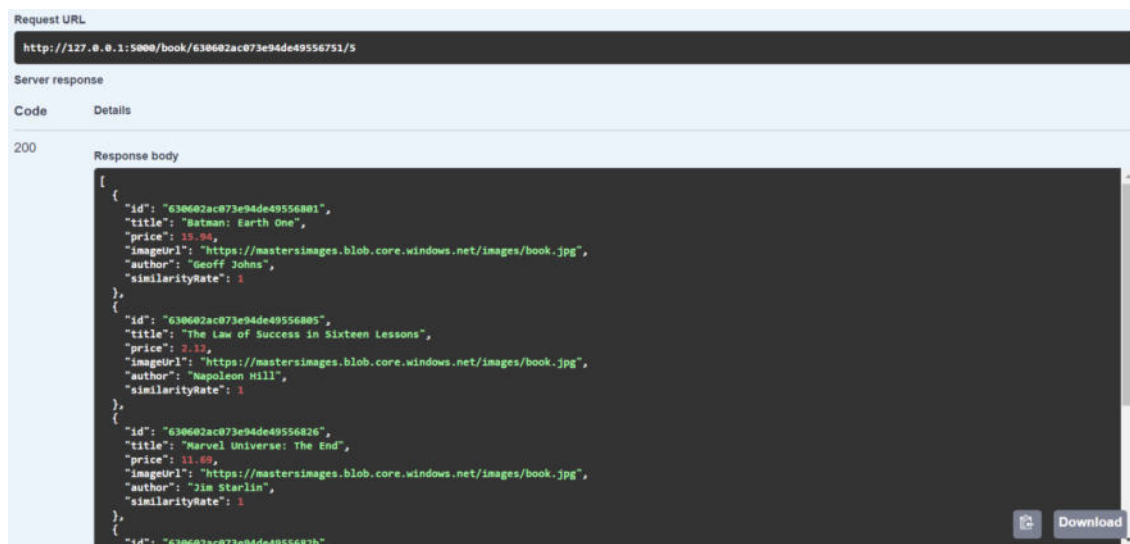 Request URL
http://127.0.0.1:5000/book/630602ac073e94de49556751/5
Server response
Code Details
200
Response body
[
{
"id": "630602ac073e94de49556801",
"title": "Batman: Earth One",
"price": 15.94,
"imageUrl": "https://mastersimages.blob.core.windows.net/images/book.jpg",
"author": "Geoff Johns",
"similarityRate": 1
},
{
"id": "630602ac073e94de49556805",
"title": "The Law of Success in Sixteen Lessons",
"price": 2.12,
"imageUrl": "https://mastersimages.blob.core.windows.net/images/book.jpg",
"author": "Napoleon Hill",
"similarityRate": 1
},
{
"id": "630602ac073e94de49556826",
"title": "Marvel Universe: The End",
"price": 11.69,
"imageUrl": "https://mastersimages.blob.core.windows.net/images/book.jpg",
"author": "Jim Starlin",
"similarityRate": 1
},
{
"id": "630602ac073e94de4955682b",
Download